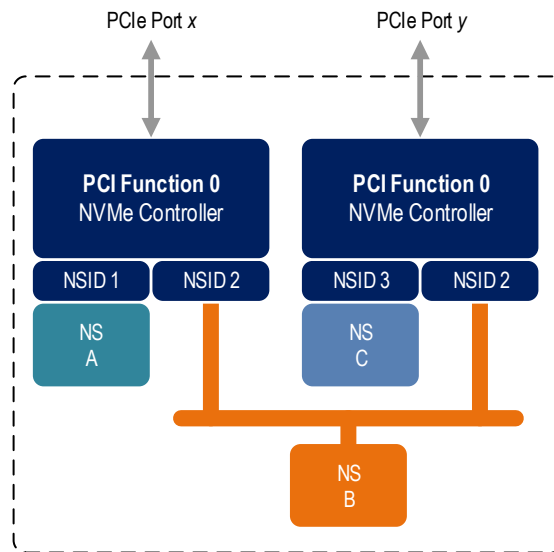 PCIe Port x
PCIe Port y
PCI Function 0
NVMe Controller
PCI Function 0
NVMe Controller
NSID 1
NSID 2
NSID 3
NSID 2
NS
A
NS
C
NS
B